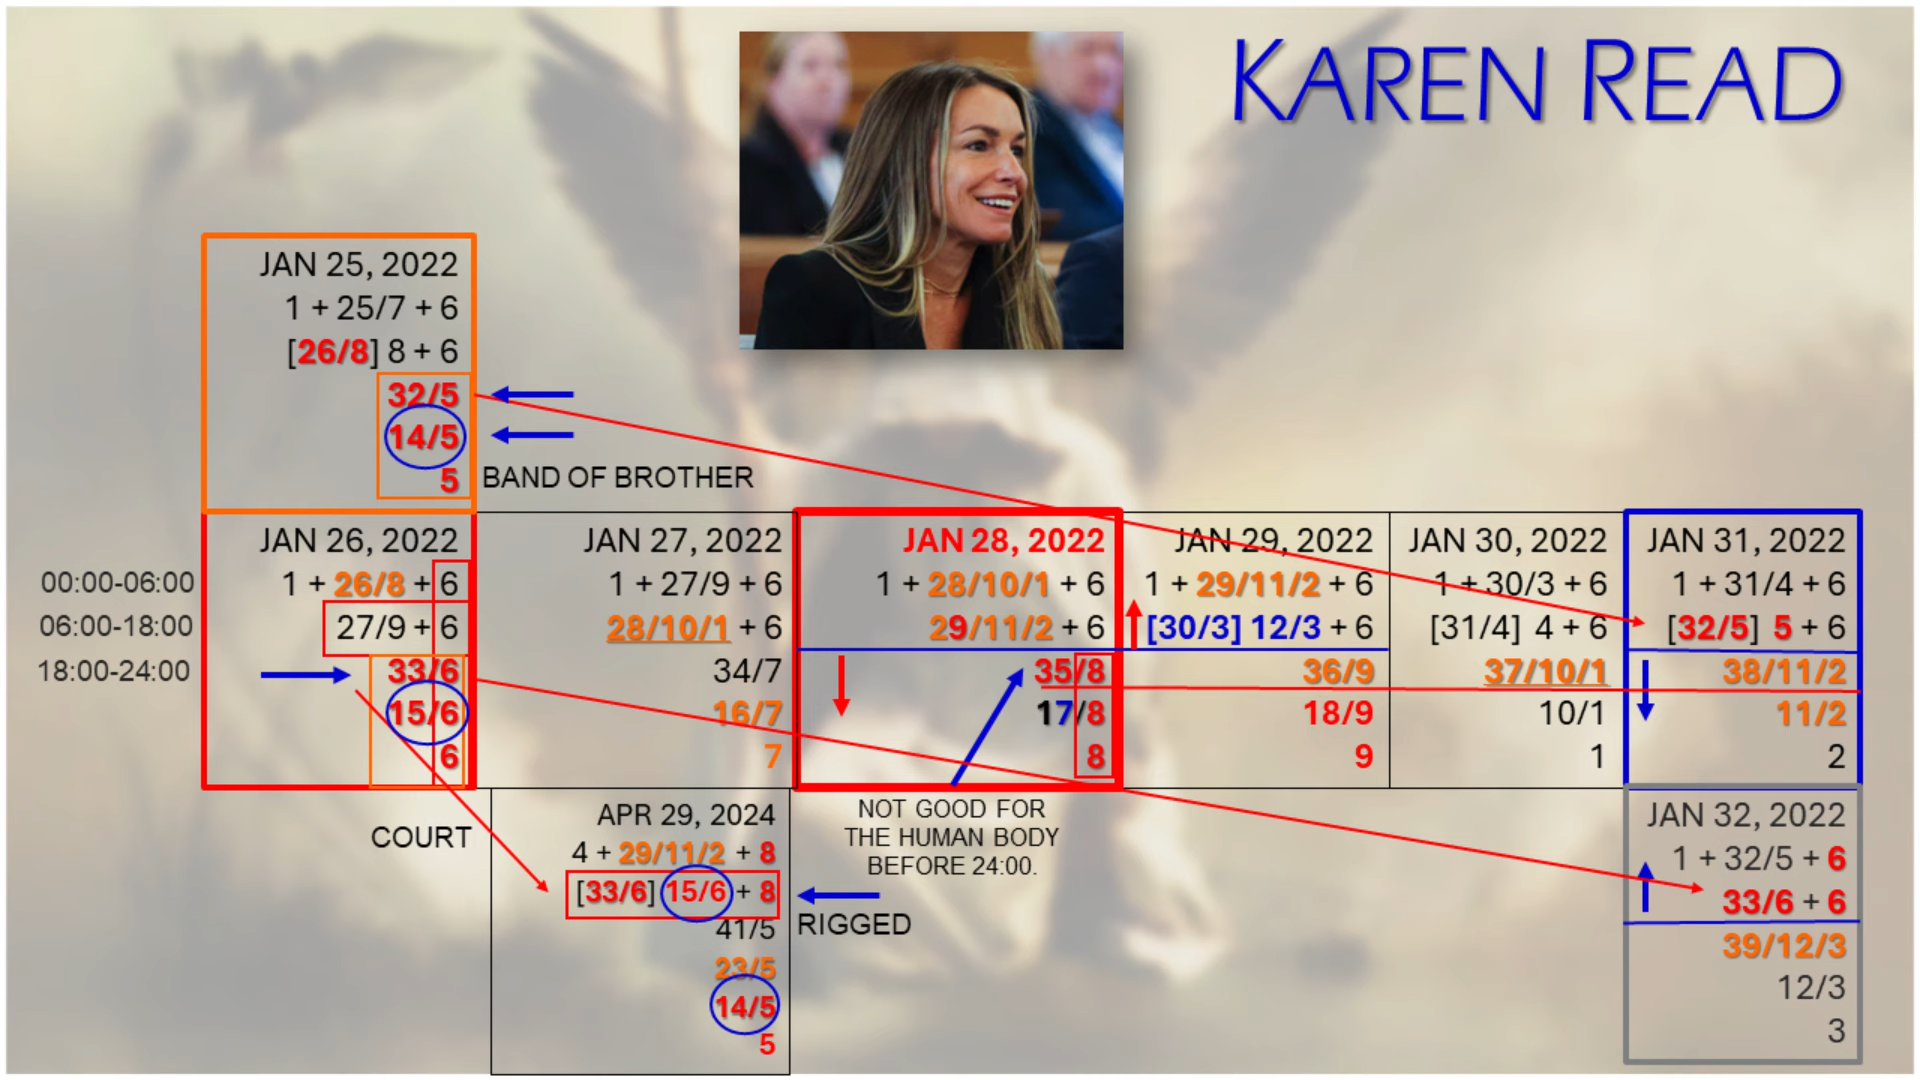 KAREN READ
JAN 25, 2022
1 + 25/7 + 6
[26/8] 8 + 6
32/5
14/5
5
BAND OF BROTHER
00:00-06:00
06:00-18:00
18:00-24:00
JAN 26, 2022
1 + 26/8 + 6
27/9 + 6
33/6
15/6
6
JAN 27, 2022
1 + 27/9 + 6
28/10/1 + 6
34/7
16/7
7
JAN 28, 2022
1 + 28/10/1 + 6
29/11/2 + 6
35/8
17/8
8
JAN 29, 2022
1 + 29/11/2 + 6
[30/3] 12/3 + 6
36/9
18/9
9
JAN 30, 2022
1 + 30/3 + 6
[31/4] 4 + 6
37/10/1
10/1
1
JAN 31, 2022
1 + 31/4 + 6
[32/5] 5 + 6
38/11/2
11/2
2
COURT
APR 29, 2024
4 + 29/11/2 + 8
[33/6] 15/6 + 8
41/5
23/5
14/5
5
RIGGED
NOT GOOD FOR
THE HUMAN BODY
BEFORE 24:00.
JAN 32, 2022
1 + 32/5 + 6
33/6 + 6
39/12/3
12/3
3